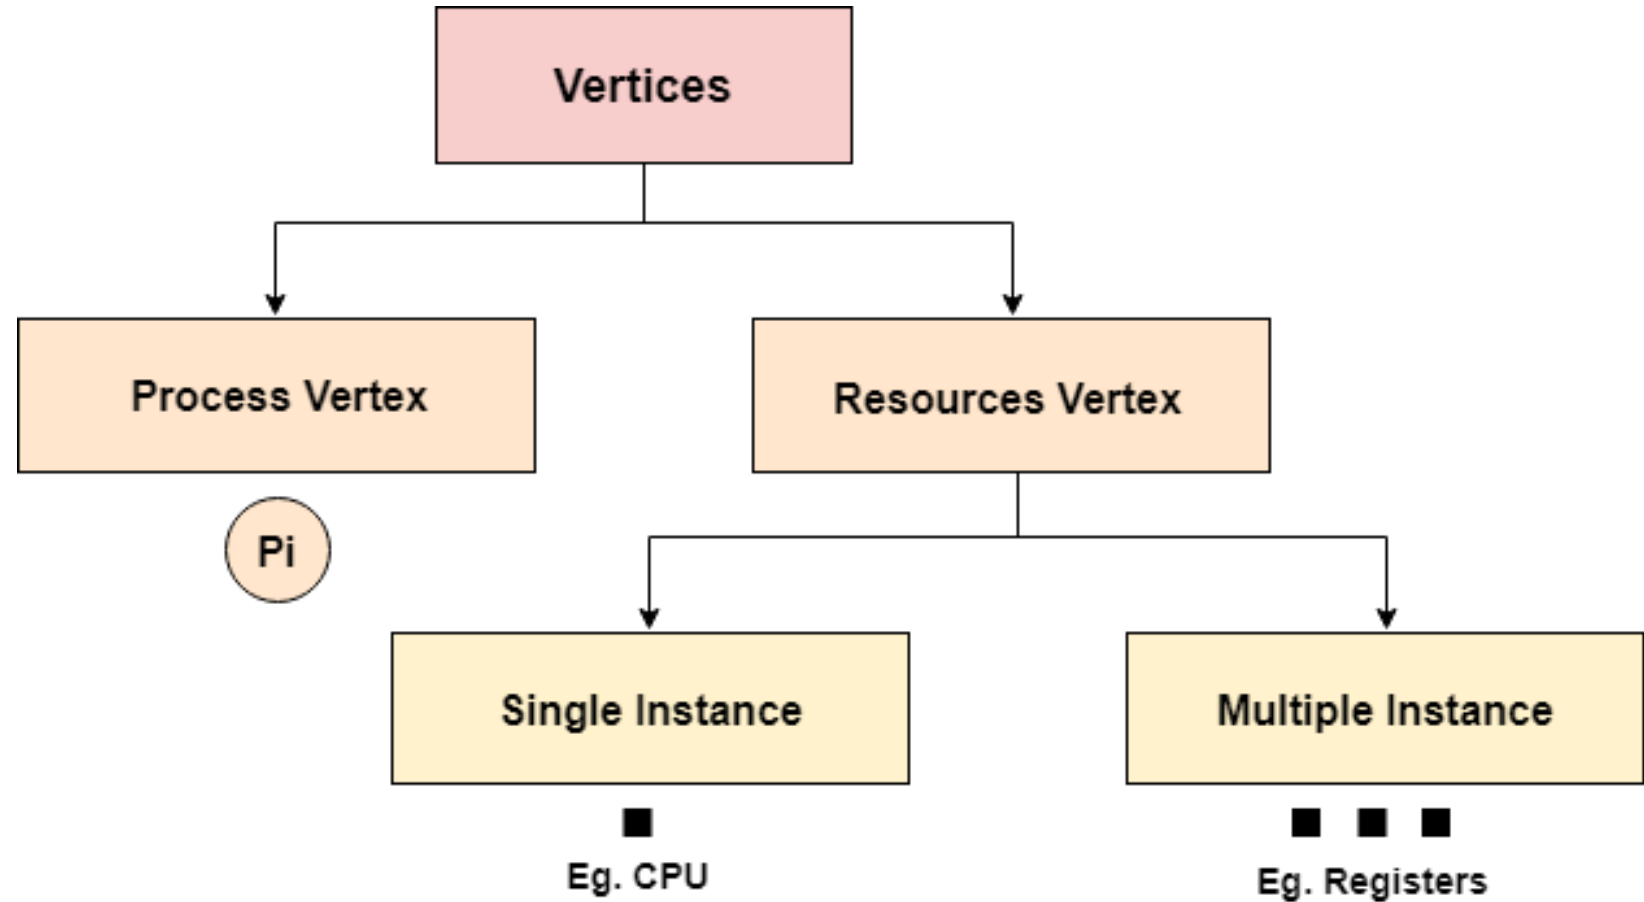 Vertices
Process Vertex
Resources Vertex
Pi
Single Instance
Multiple Instance
Eg. CPU
Eg. Registers